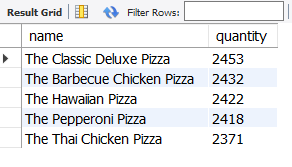 Result Grid Filter Rows:
name quantity
The Classic Deluxe Pizza 2453
The Barbecue Chicken Pizza 2432
The Hawaiian Pizza 2422
The Pepperoni Pizza 2418
The Thai Chicken Pizza 2371